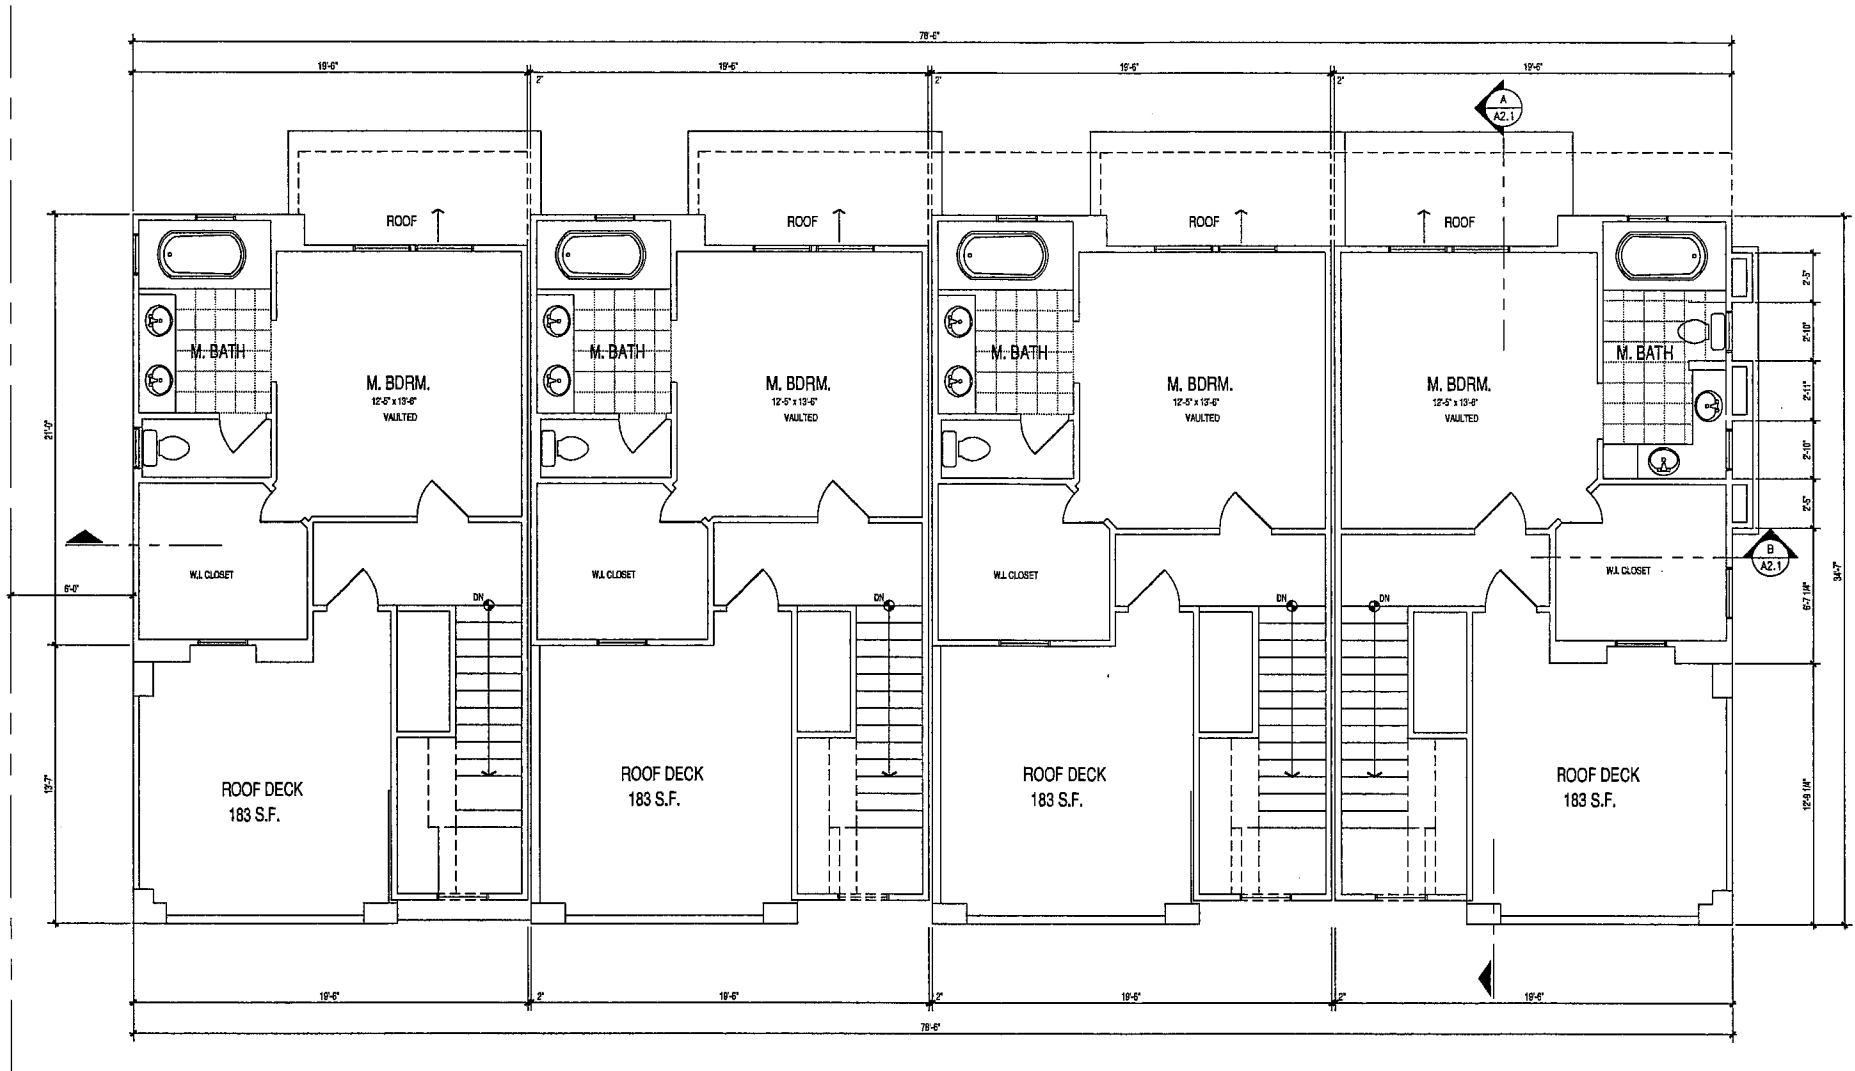 78'-6"
19'-6" 2" 19'-6" 2" 19'-6" 2" 19'-6"
A
A2.1
ROOF ROOF ROOF ROOF
2'-5"
2'-10"
M. BATH M. BATH M. BATH M. BATH
M. BDRM. M. BDRM. M. BDRM. M. BDRM.
12'-5" x 13'-6" 12'-5" x 13'-6" 12'-5" x 13'-6" 12'-5" x 13'-6"
VAULTED VAULTED VAULTED VAULTED
2'-11"
21'-0"
2'-10"
2'-5"
B
A2.1
W.I. CLOSET W.I. CLOSET W.I. CLOSET W.I. CLOSET
34'-7"
6'-0"
6'-7 1/4"
DN DN DN DN
ROOF DECK ROOF DECK ROOF DECK ROOF DECK
183 S.F. 183 S.F. 183 S.F. 183 S.F.
13'-7"
12'-9 1/4"
19'-6" 2" 19'-6" 2" 19'-6" 2" 19'-6"
78'-6"